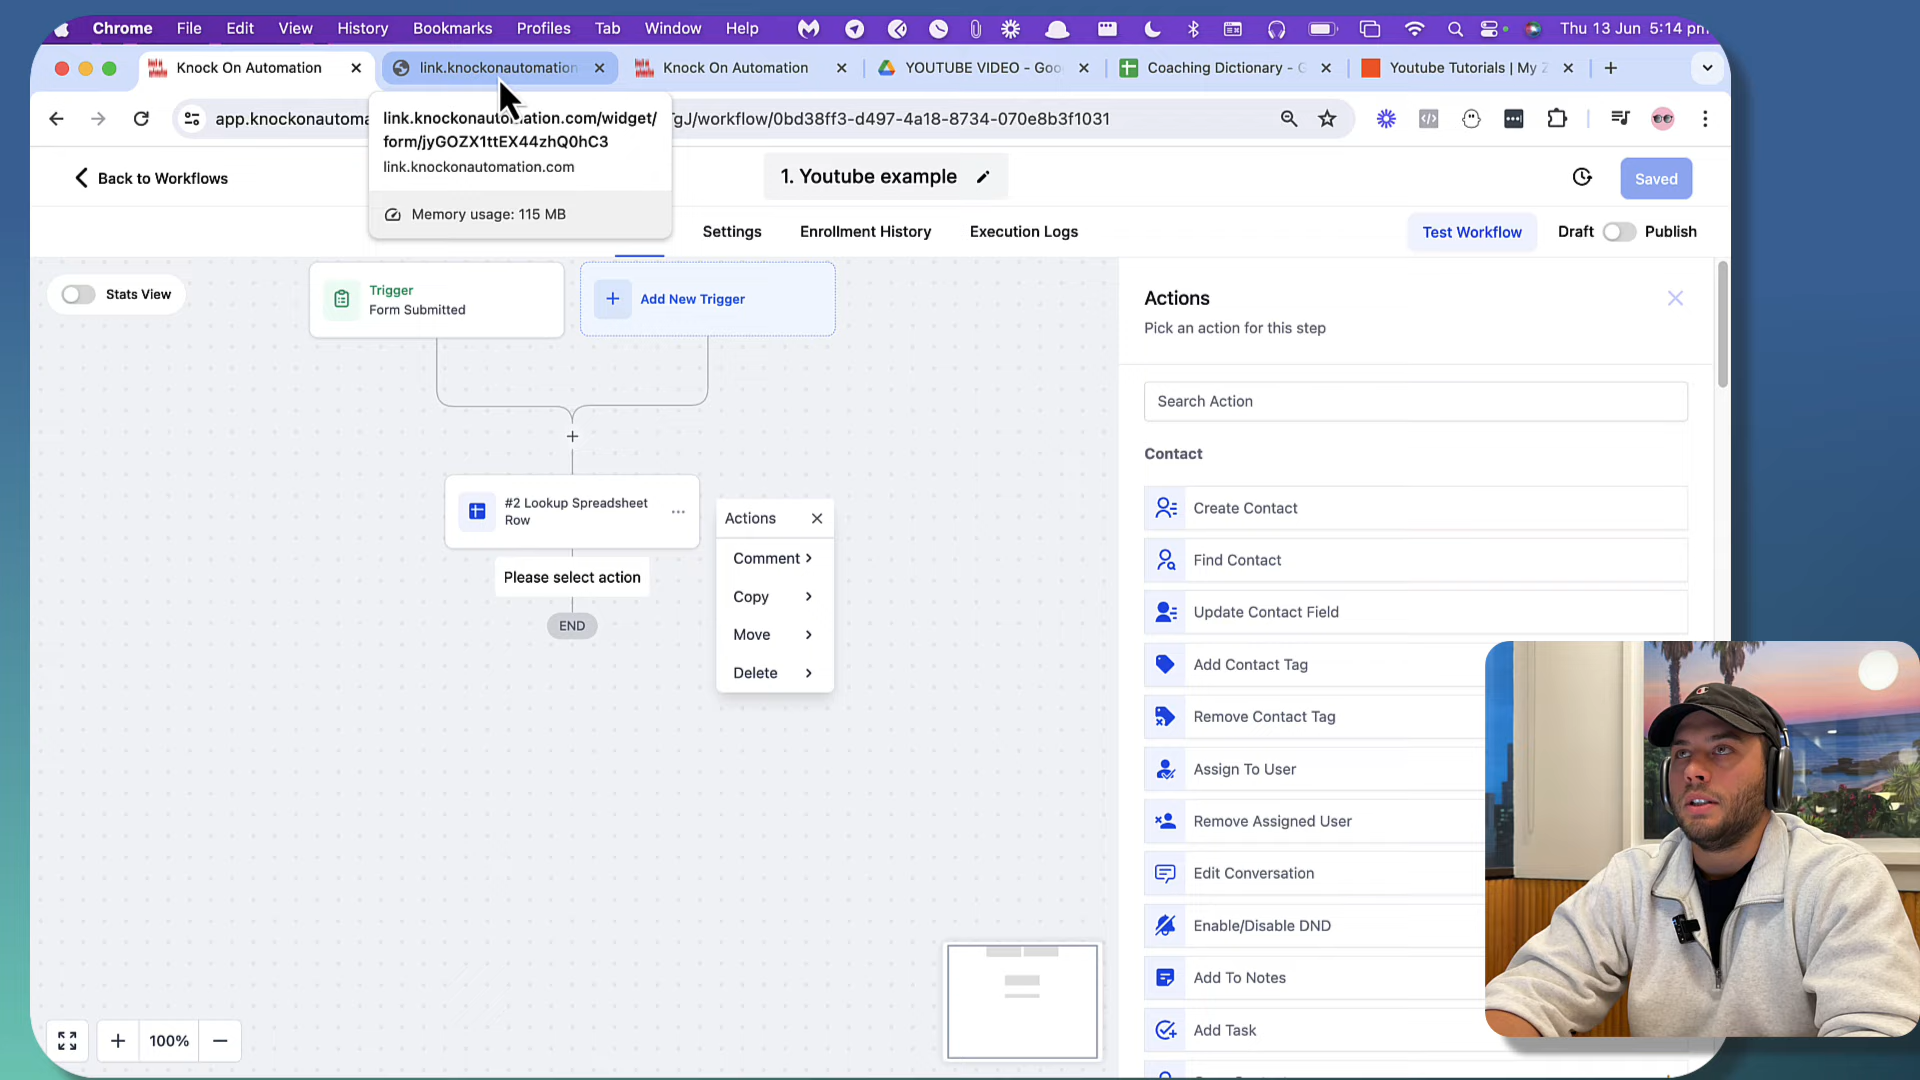 Chrome File Edit View History Bookmarks Profiles Tab Window Help Thu 13 Jun 5:14 pm
Knock On Automation
link.knockonautomation
Knock On Automation
YOUTUBE VIDEO - Goo
Coaching Dictionary - G
Youtube Tutorials | My Z
app.knockonautoma
gJ/workflow/0bd38ff3-d497-4a18-8734-070e8b3f1031
link.knockonautomation.com/widget/
form/jyGOZX1ttEX44zhQ0hC3
link.knockonautomation.com
Memory usage: 115 MB
Back to Workflows
1. Youtube example
Saved
Settings
Enrollment History
Execution Logs
Test Workflow
Draft
Publish
Stats View
Trigger
Form Submitted
Add New Trigger
#2 Lookup Spreadsheet
Row
Please select action
END
Actions
Comment
Copy
Move
Delete
100%
Actions
Pick an action for this step
Search Action
Contact
Create Contact
Find Contact
Update Contact Field
Add Contact Tag
Remove Contact Tag
Assign To User
Remove Assigned User
Edit Conversation
Enable/Disable DND
Add To Notes
Add Task